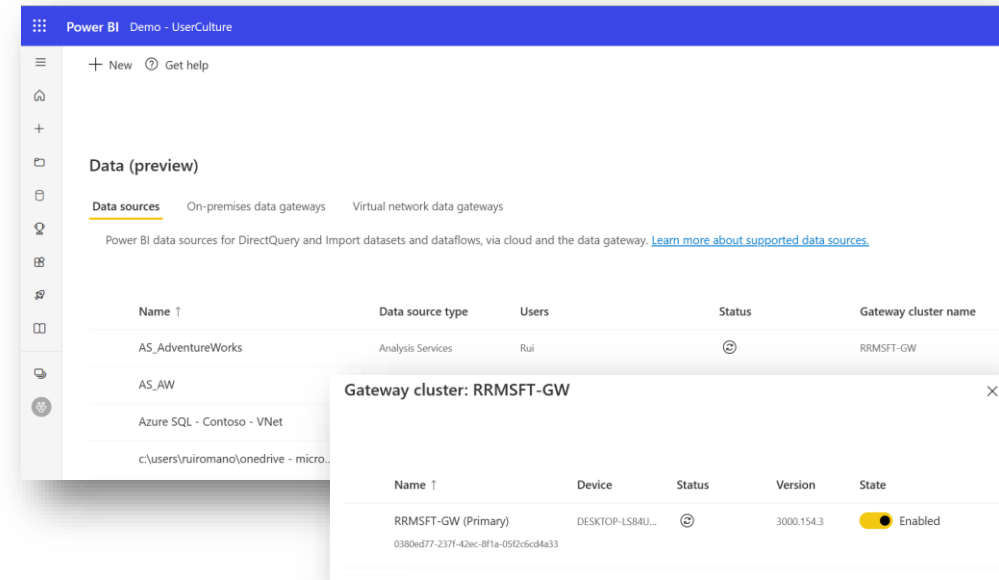 Power BI Demo - UserCulture
New Get help
Data (preview)
Data sources On-premises data gateways Virtual network data gateways
Power BI data sources for DirectQuery and Import datasets and dataflows, via cloud and the data gateway. Learn more about supported data sources.
Name ↑ Data source type Users Status Gateway cluster name
AS_AdventureWorks Analysis Services Rui RRMSFT-GW
AS_AW
Azure SQL - Contoso - VNet
c:\users\ruiromano\onedrive - micro...
Gateway cluster: RRMSFT-GW
Name ↑ Device Status Version State
RRMSFT-GW (Primary) DESKTOP-LS84U... 3000.154.3 Enabled
0380ed77-237f-42ec-8f1a-05f2c6cd4a33